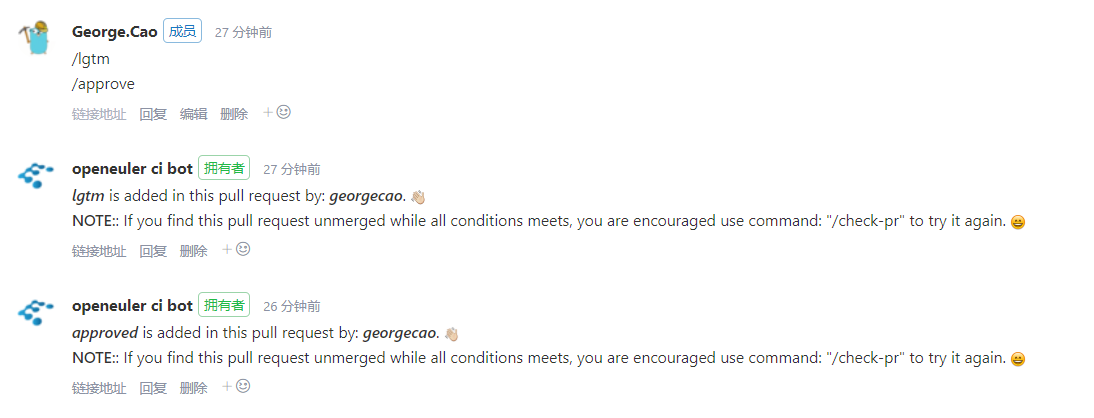 George.Cao 成员 27 分钟前
/lgtm
/approve
链接地址 回复 编辑 删除
openeuler ci bot 拥有者 27 分钟前
lgtm is added in this pull request by: georgecao. 👋🏻
NOTE:: If you find this pull request unmerged while all conditions meets, you are encouraged use command: "/check-pr" to try it again. 😄
链接地址 回复 删除
openeuler ci bot 拥有者 26 分钟前
approved is added in this pull request by: georgecao. 👋🏻
NOTE:: If you find this pull request unmerged while all conditions meets, you are encouraged use command: "/check-pr" to try it again. 😄
链接地址 回复 删除